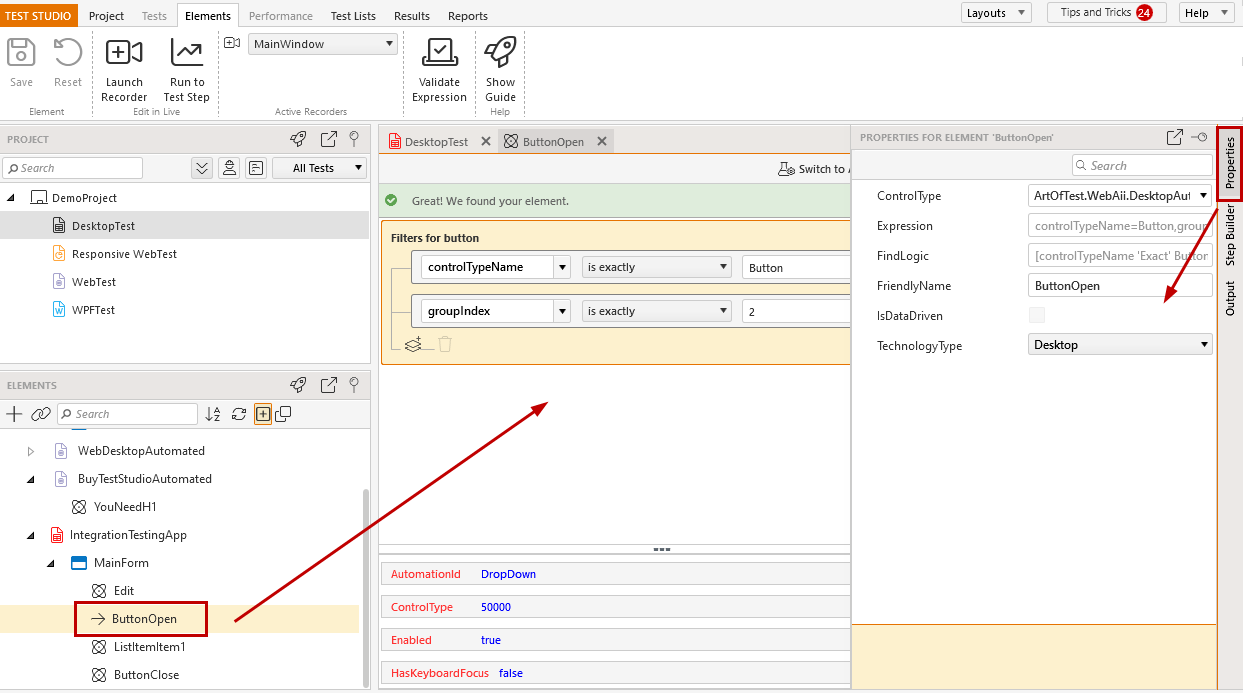 TEST STUDIO Project Tests Elements Performance Test Lists Results Reports Layouts Tips and Tricks 24 Help
Save Reset Launch Recorder Run to Test Step MainWindow Validate Expression Show Guide
Element Edit in Live Active Recorders Help
PROJECT
Search All Tests
DemoProject
DesktopTest
Responsive WebTest
WebTest
WPFTest
ELEMENTS
Search
WebDesktopAutomated
BuyTestStudioAutomated
YouNeedH1
IntegrationTestingApp
MainForm
Edit
ButtonOpen
ListItemItem1
ButtonClose
DesktopTest ButtonOpen
Switch to
Great! We found your element.
Filters for button
controlTypeName is exactly Button
groupIndex is exactly 2
AutomationId DropDown
ControlType 50000
Enabled true
HasKeyboardFocus false
PROPERTIES FOR ELEMENT 'ButtonOpen'
Search
ControlType ArtOfTest.WebAii.DesktopAut
Expression controlTypeName=Button,group
FindLogic [controlTypeName 'Exact' Button
FriendlyName ButtonOpen
IsDataDriven
TechnologyType Desktop
Properties
Step Builder
Output